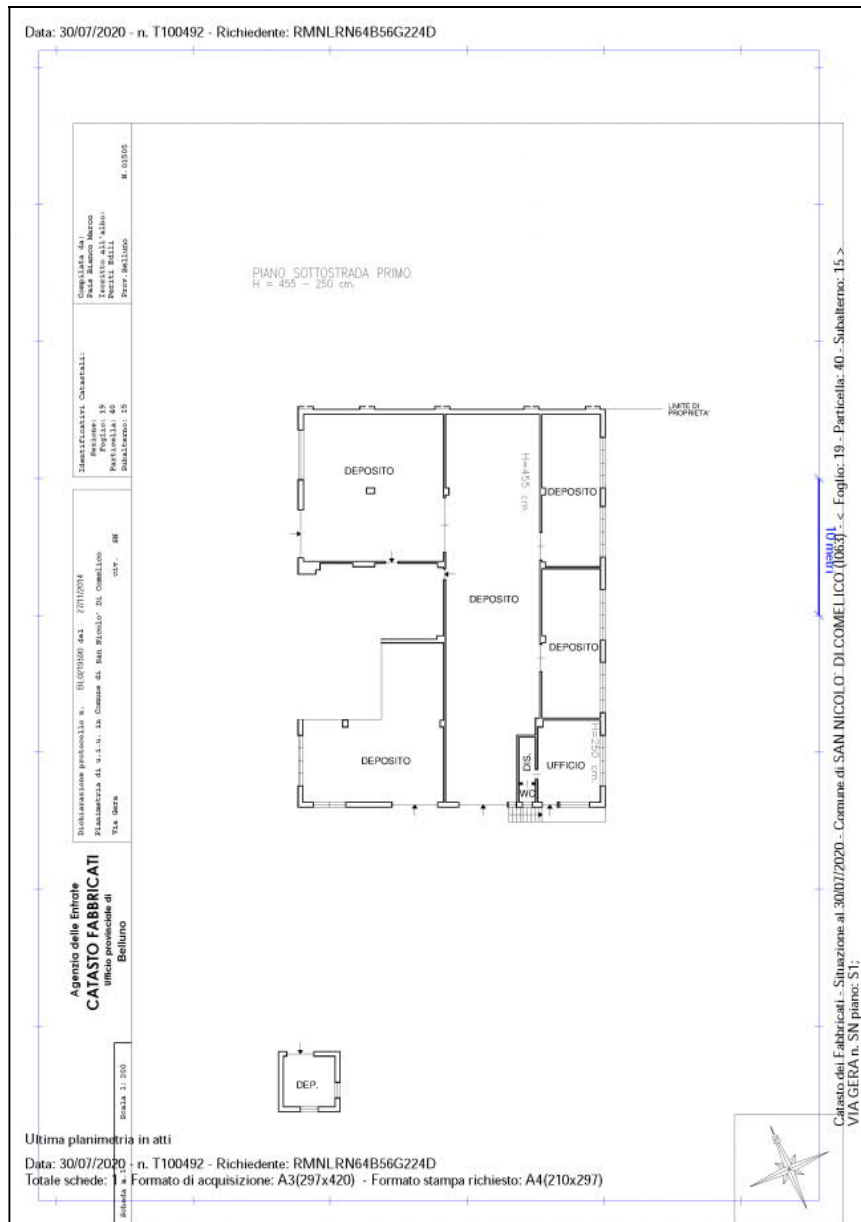 Data: 30/07/2020 - n. T100492 - Richiedente: RMNLRN64B56G224D
Compilata da:
Pais Bianco Marco
Iscritto all'albo:
Periti Edili
Prov. Belluno N. 01505
Identificativi Catastali:
Sezione:
Foglio: 19
Particella: 40
Subalterno: 15
Dichiarazione protocollo n. BL0219500 del 27/11/2014
Planimetria di u.i.u. in Comune di San Nicolo' Di Comelico
Via Gera civ. SN
Agenzia delle Entrate
CATASTO FABBRICATI
Ufficio provinciale di
Belluno
Scala 1: 200
PIANO SOTTOSTRADA PRIMO
H = 455 - 250 cm.
LIMITE DI
PROPRIETA'
DEPOSITO
H=455 cm.
DEPOSITO
DEPOSITO
DEPOSITO
DEPOSITO
DIS.
UFFICIO
H=250 cm.
WC
DEP.
10 metri
Catasto dei Fabbricati - Situazione al 30/07/2020 - Comune di SAN NICOLO` DI COMELICO (I063) - < Foglio: 19 - Particella: 40 - Subalterno: 15 >
VIA GERA n. SN piano: S1;
Ultima planimetria in atti
Data: 30/07/2020 - n. T100492 - Richiedente: RMNLRN64B56G224D
Totale schede: 1 - Formato di acquisizione: A3(297x420) - Formato stampa richiesto: A4(210x297)